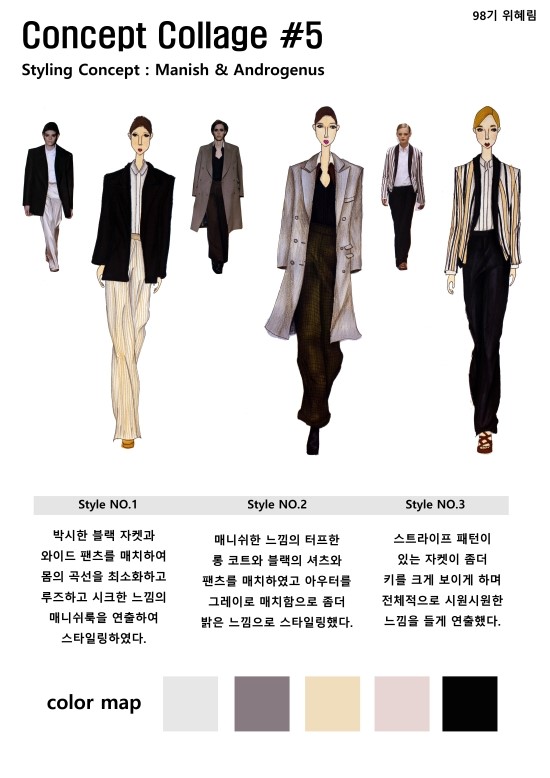 98기 위혜림
Concept Collage #5
Styling Concept : Manish & Androgenus
Style NO.1
박시한 블랙 자켓과
와이드 팬츠를 매치하여
몸의 곡선을 최소화하고
루즈하고 시크한 느낌의
매니쉬룩을 연출하여
스타일링하였다.
Style NO.2
매니쉬한 느낌의 터프한
롱 코트와 블랙의 셔츠와
팬츠를 매치하였고 아우터를
그레이로 매치함으로 좀더
밝은 느낌으로 스타일링했다.
Style NO.3
스트라이프 패턴이
있는 자켓이 좀더
키를 크게 보이게 하며
전체적으로 시원시원한
느낌을 들게 연출했다.
color map